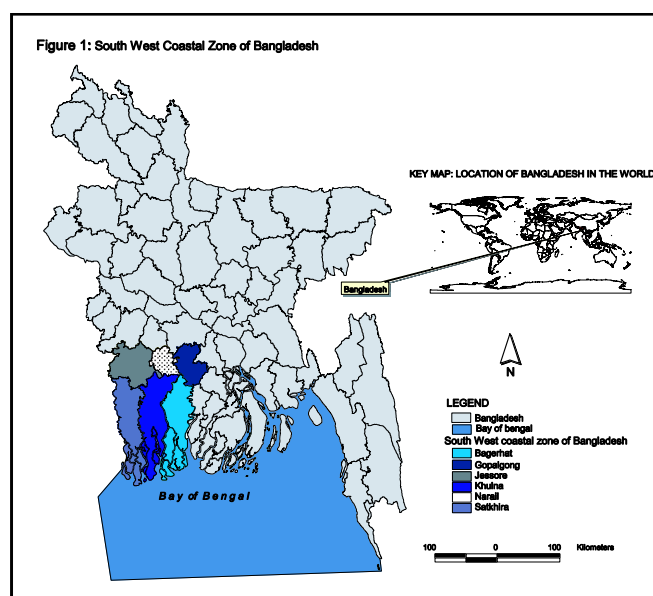 Figure 1: South West Coastal Zone of Bangladesh
KEY MAP: LOCATION OF BANGLADESH IN THE WORLD
Bangladesh
N
LEGEND
Bangladesh
Bay of bengal
South West coastal zone of Bangladesh
Bagerhat
Gopalgong
Jessore
Khulna
Narail
Satkhira
Bay of Bengal
100 0 100 Kilometers